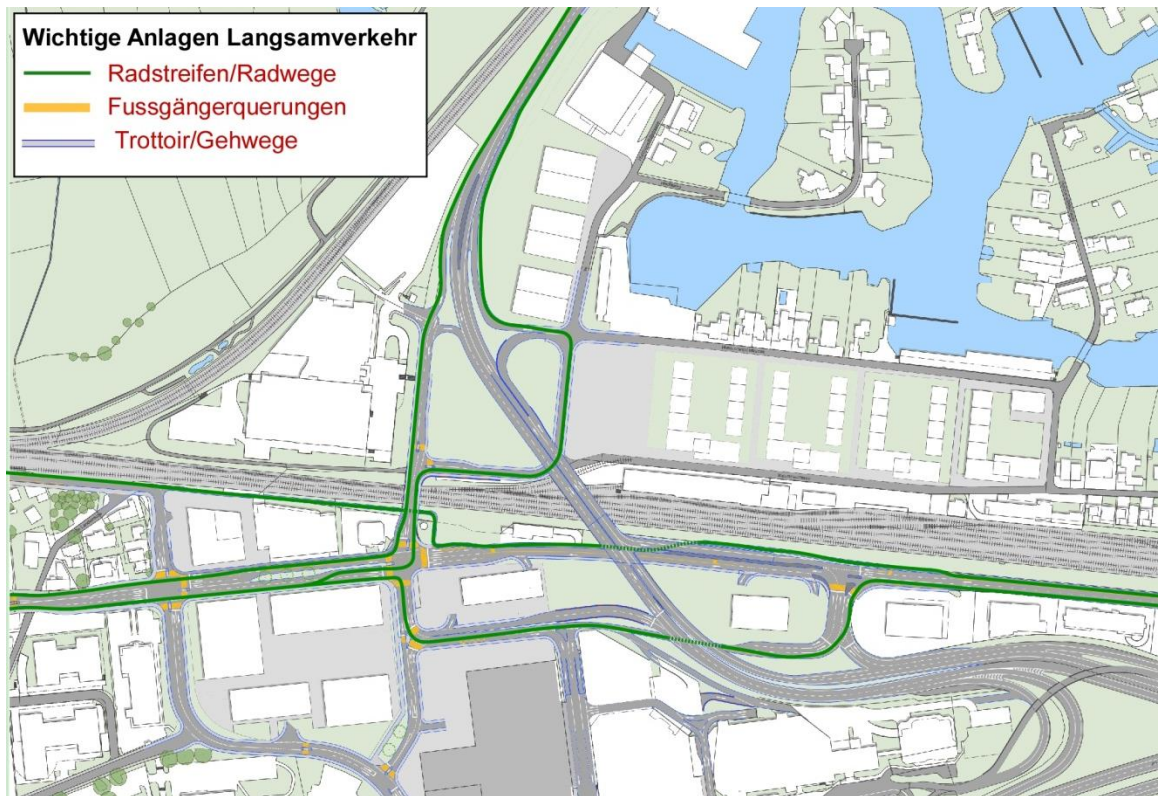 Wichtige Anlagen Langsamverkehr
Radstreifen/Radwege
Fussgängerquerungen
Trottoir/Gehwege